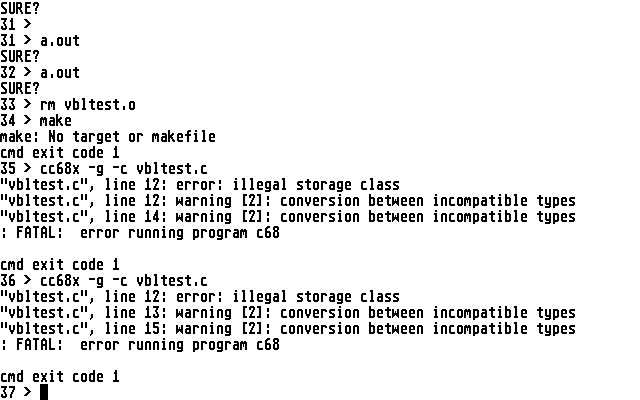 SURE?
31 >
31 > a.out
SURE?
32 > a.out
SURE?
33 > rm vbltest.o
34 > make
make: No target or makefile
cmd exit code 1
35 > cc68x -g -c vbltest.c
"vbltest.c", line 12: error: illegal storage class
"vbltest.c", line 12: warning [2]: conversion between incompatible types
"vbltest.c", line 14: warning [2]: conversion between incompatible types
: FATAL:  error running program c68
cmd exit code 1
36 > cc68x -g -c vbltest.c
"vbltest.c", line 12: error: illegal storage class
"vbltest.c", line 13: warning [2]: conversion between incompatible types
"vbltest.c", line 15: warning [2]: conversion between incompatible types
: FATAL:  error running program c68
cmd exit code 1
37 >